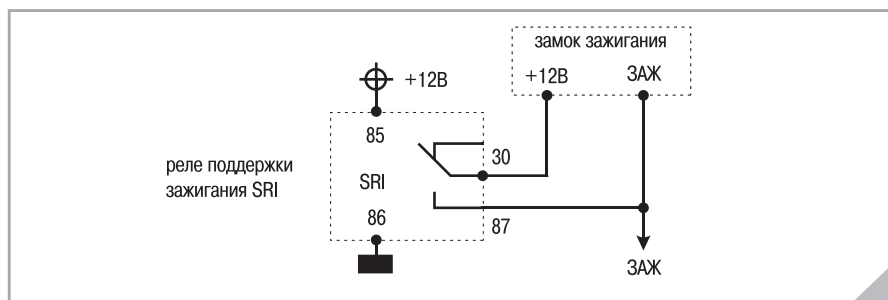 замок зажигания
+12В
ЗАЖ
+12В
85
30
реле поддержки
зажигания SRI
SRI
86
87
ЗАЖ